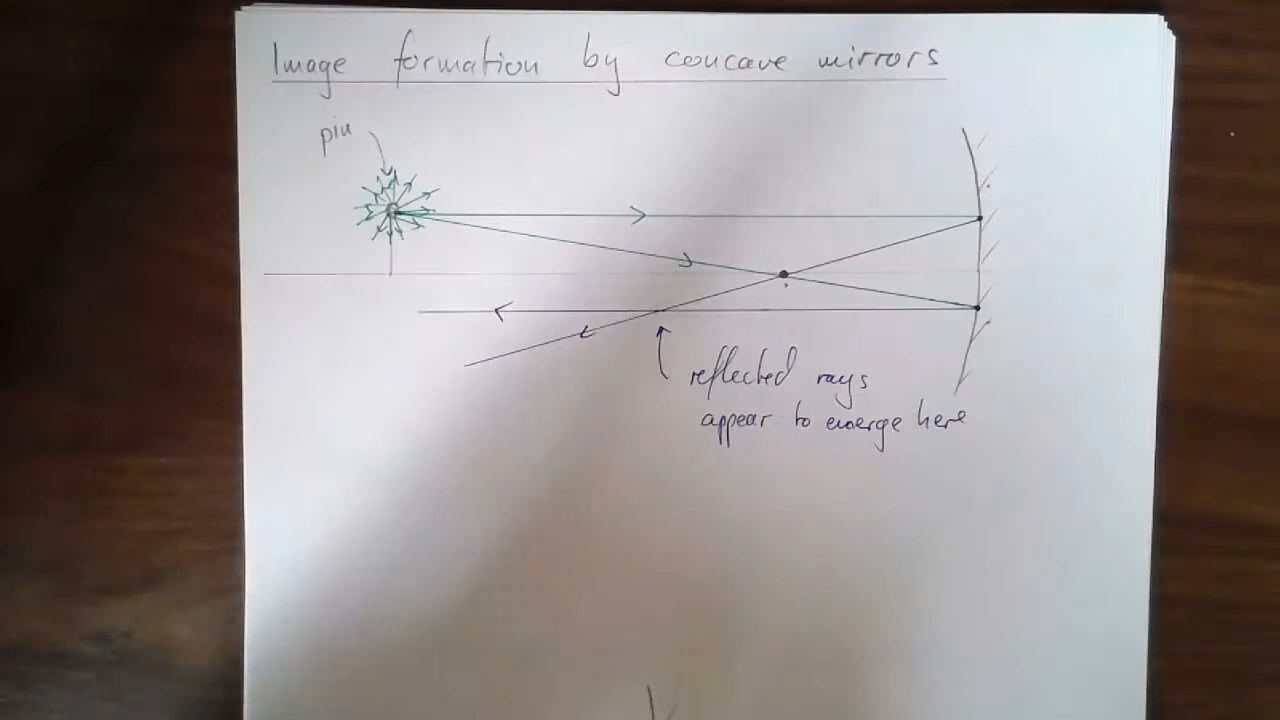 Image formation by concave mirrors
pin
reflected rays
appear to emerge here